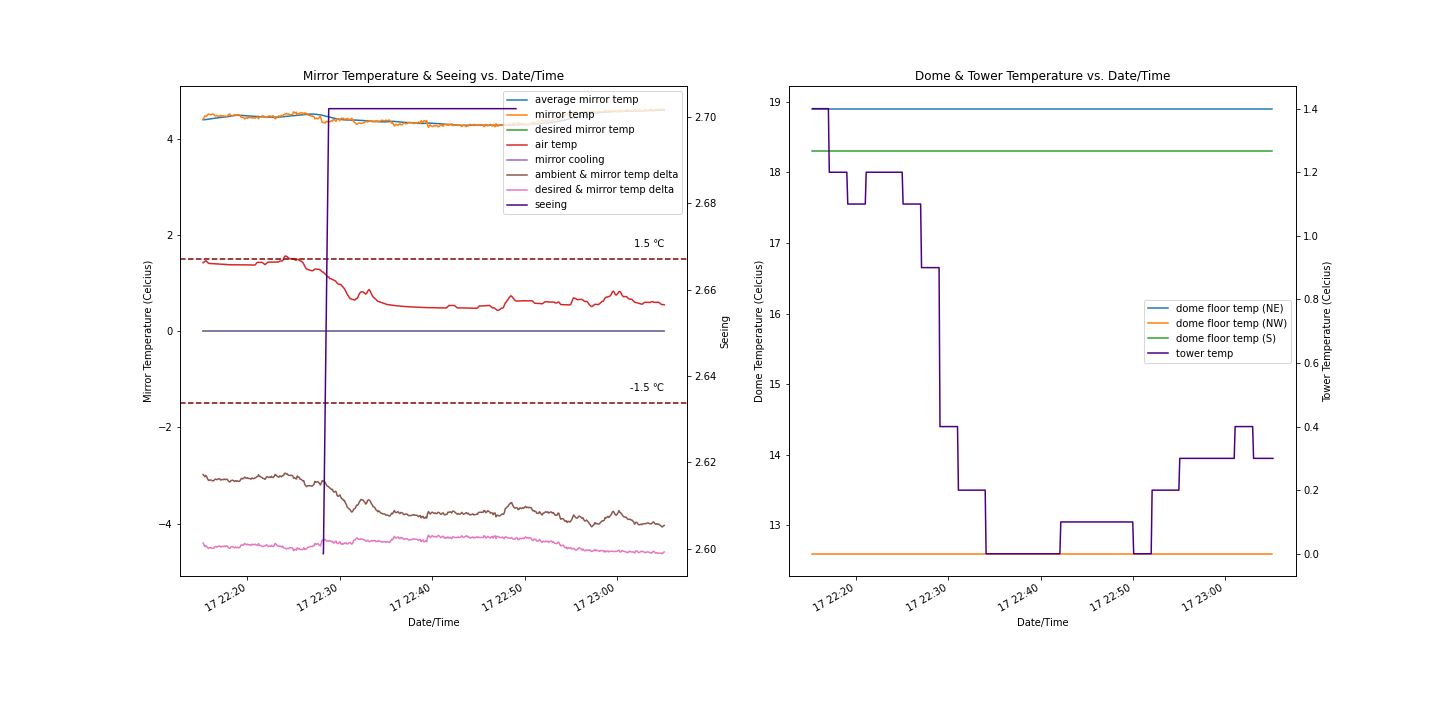 Mirror Temperature & Seeing vs. Date/Time
Mirror Temperature (Celcius)
4
2
0
−2
−4
average mirror temp
mirror temp
desired mirror temp
air temp
mirror cooling
ambient & mirror temp delta
desired & mirror temp delta
seeing
1.5 °C
-1.5 °C
2.70
2.68
2.66
2.64
2.62
2.60
Seeing
17 22:20
17 22:30
17 22:40
17 22:50
17 23:00
Date/Time
Dome & Tower Temperature vs. Date/Time
Dome Temperature (Celcius)
19
18
17
16
15
14
13
dome floor temp (NE)
dome floor temp (NW)
dome floor temp (S)
tower temp
1.4
1.2
1.0
0.8
0.6
0.4
0.2
0.0
Tower Temperature (Celcius)
17 22:20
17 22:30
17 22:40
17 22:50
17 23:00
Date/Time